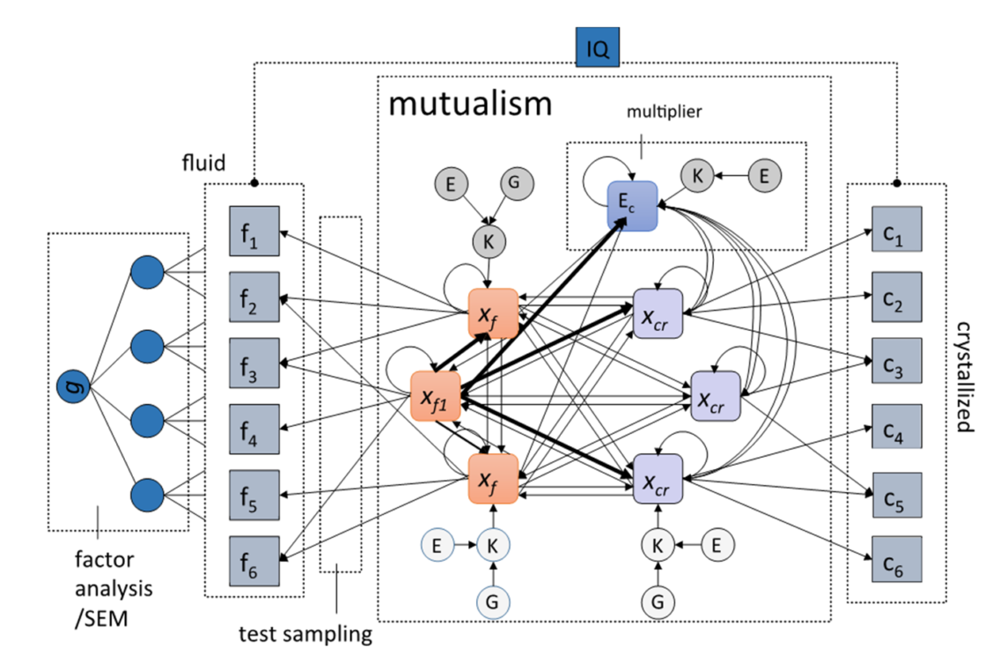 IQ
mutualism
multiplier
fluid
E
G
K
E
K
Ec
f1
f2
f3
f4
f5
f6
g
xf
xf1
xf
xcr
xcr
xcr
c1
c2
c3
c4
c5
c6
crystallized
E
K
G
K
E
G
factor
analysis
/SEM
test sampling